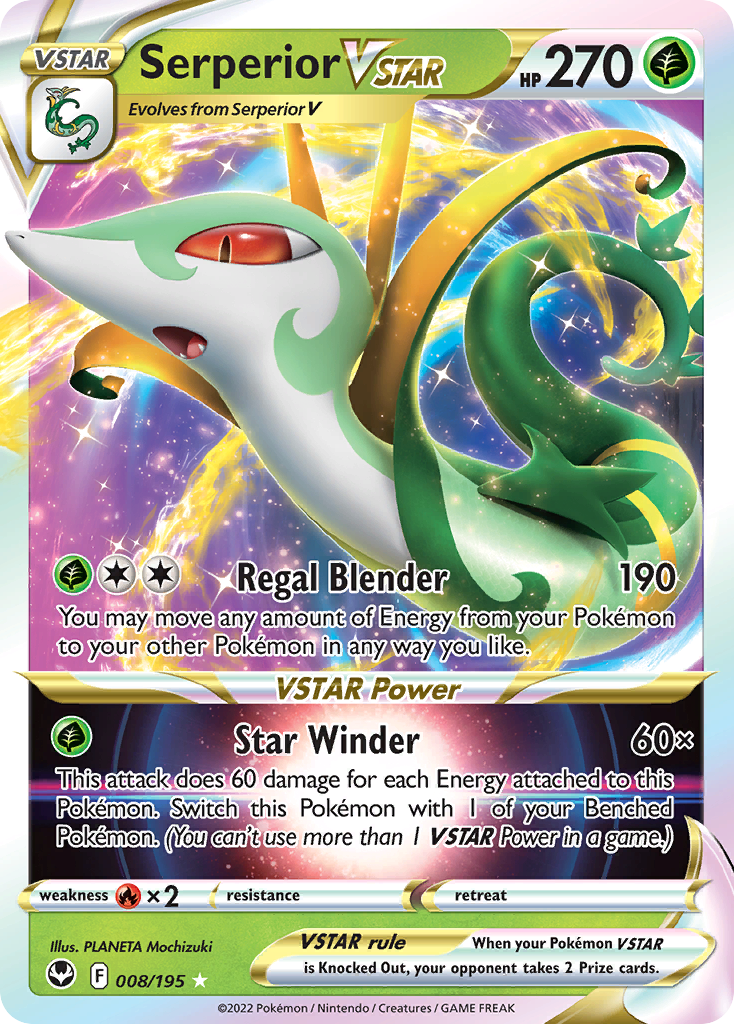 VSTAR
Serperior VSTAR
HP 270
Evolves from Serperior V
Regal Blender 190
You may move any amount of Energy from your Pokémon
to your other Pokémon in any way you like.
VSTAR Power
Star Winder 60×
This attack does 60 damage for each Energy attached to this
Pokémon. Switch this Pokémon with 1 of your Benched
Pokémon. (You can't use more than 1 VSTAR Power in a game.)
weakness ×2 resistance retreat
Illus. PLANETA Mochizuki
VSTAR rule When your Pokémon VSTAR
is Knocked Out, your opponent takes 2 Prize cards.
F 008/195
©2022 Pokémon / Nintendo / Creatures / GAME FREAK